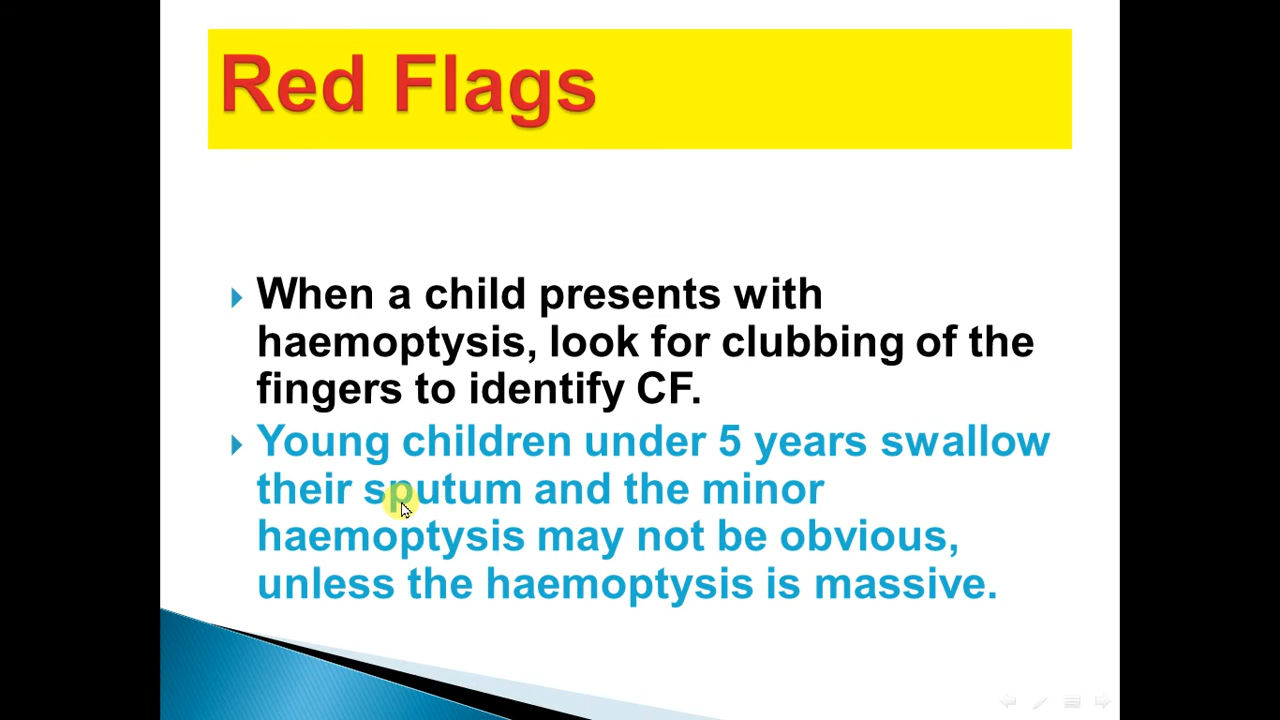 Red Flags
When a child presents with
haemoptysis, look for clubbing of the
fingers to identify CF.
Young children under 5 years swallow
their sputum and the minor
haemoptysis may not be obvious,
unless the haemoptysis is massive.